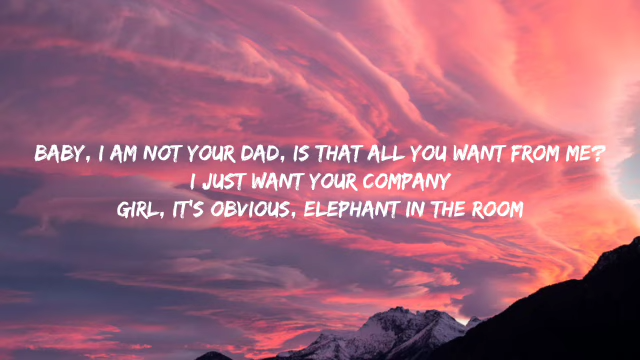 BABY, I AM NOT YOUR DAD, IS THAT ALL YOU WANT FROM ME?
I JUST WANT YOUR COMPANY
GIRL, IT'S OBVIOUS, ELEPHANT IN THE ROOM